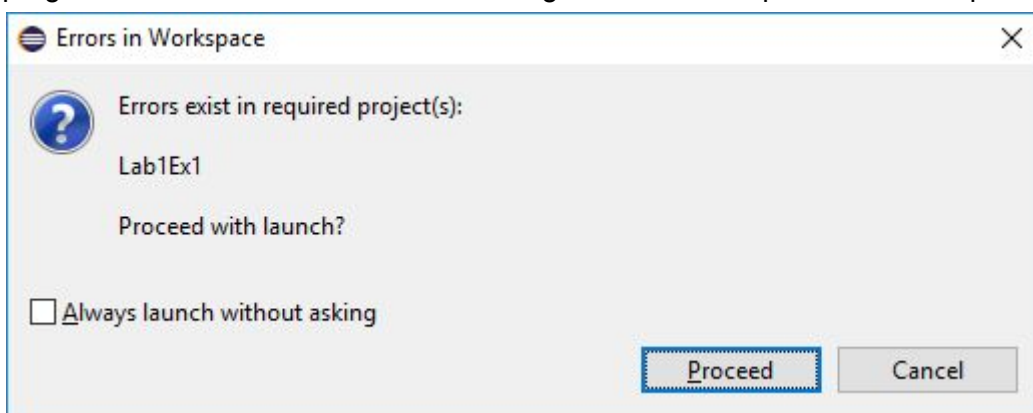 Errors in Workspace
Errors exist in required project(s):
Lab1Ex1
Proceed with launch?
Always launch without asking
Proceed
Cancel